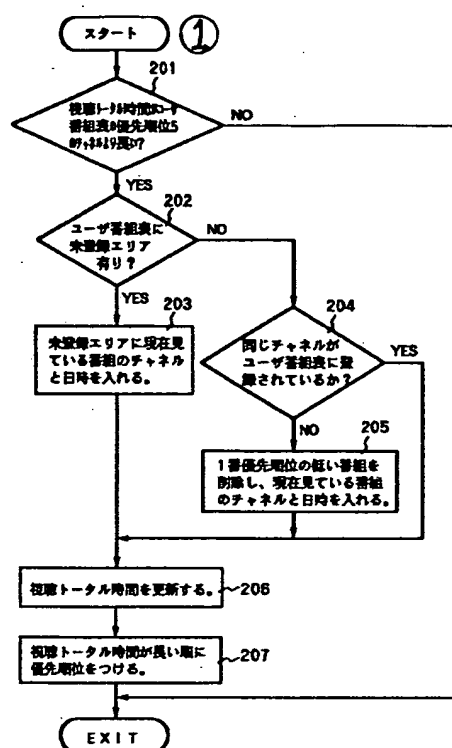 スタート
1
201
視聴トータル時間はユーザ
番組表の優先順位5
のチャネルより長い?
NO
YES
202
ユーザ番組表に
未登録エリア
有り?
NO
YES
203
未登録エリアに現在見
ている番組のチャネル
と日時を入れる。
204
同じチャネルが
ユーザ番組表に登
録されているか?
YES
NO
205
1番優先順位の低い番組を
削除し、現在見ている番組
のチャネルと日時を入れる。
視聴トータル時間を更新する。
206
視聴トータル時間が長い順に
優先順位をつける。
207
EXIT